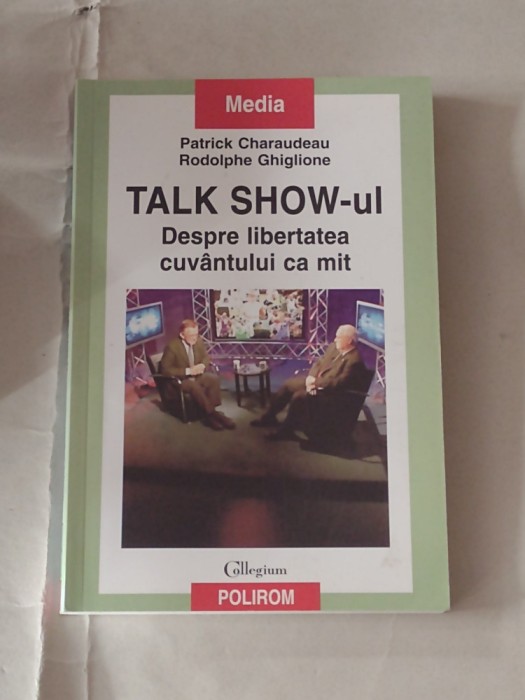 Media
Patrick Charaudeau
Rodolphe Ghiglione
TALK SHOW-ul
Despre libertatea
cuvântului ca mit
Collegium
POLIROM